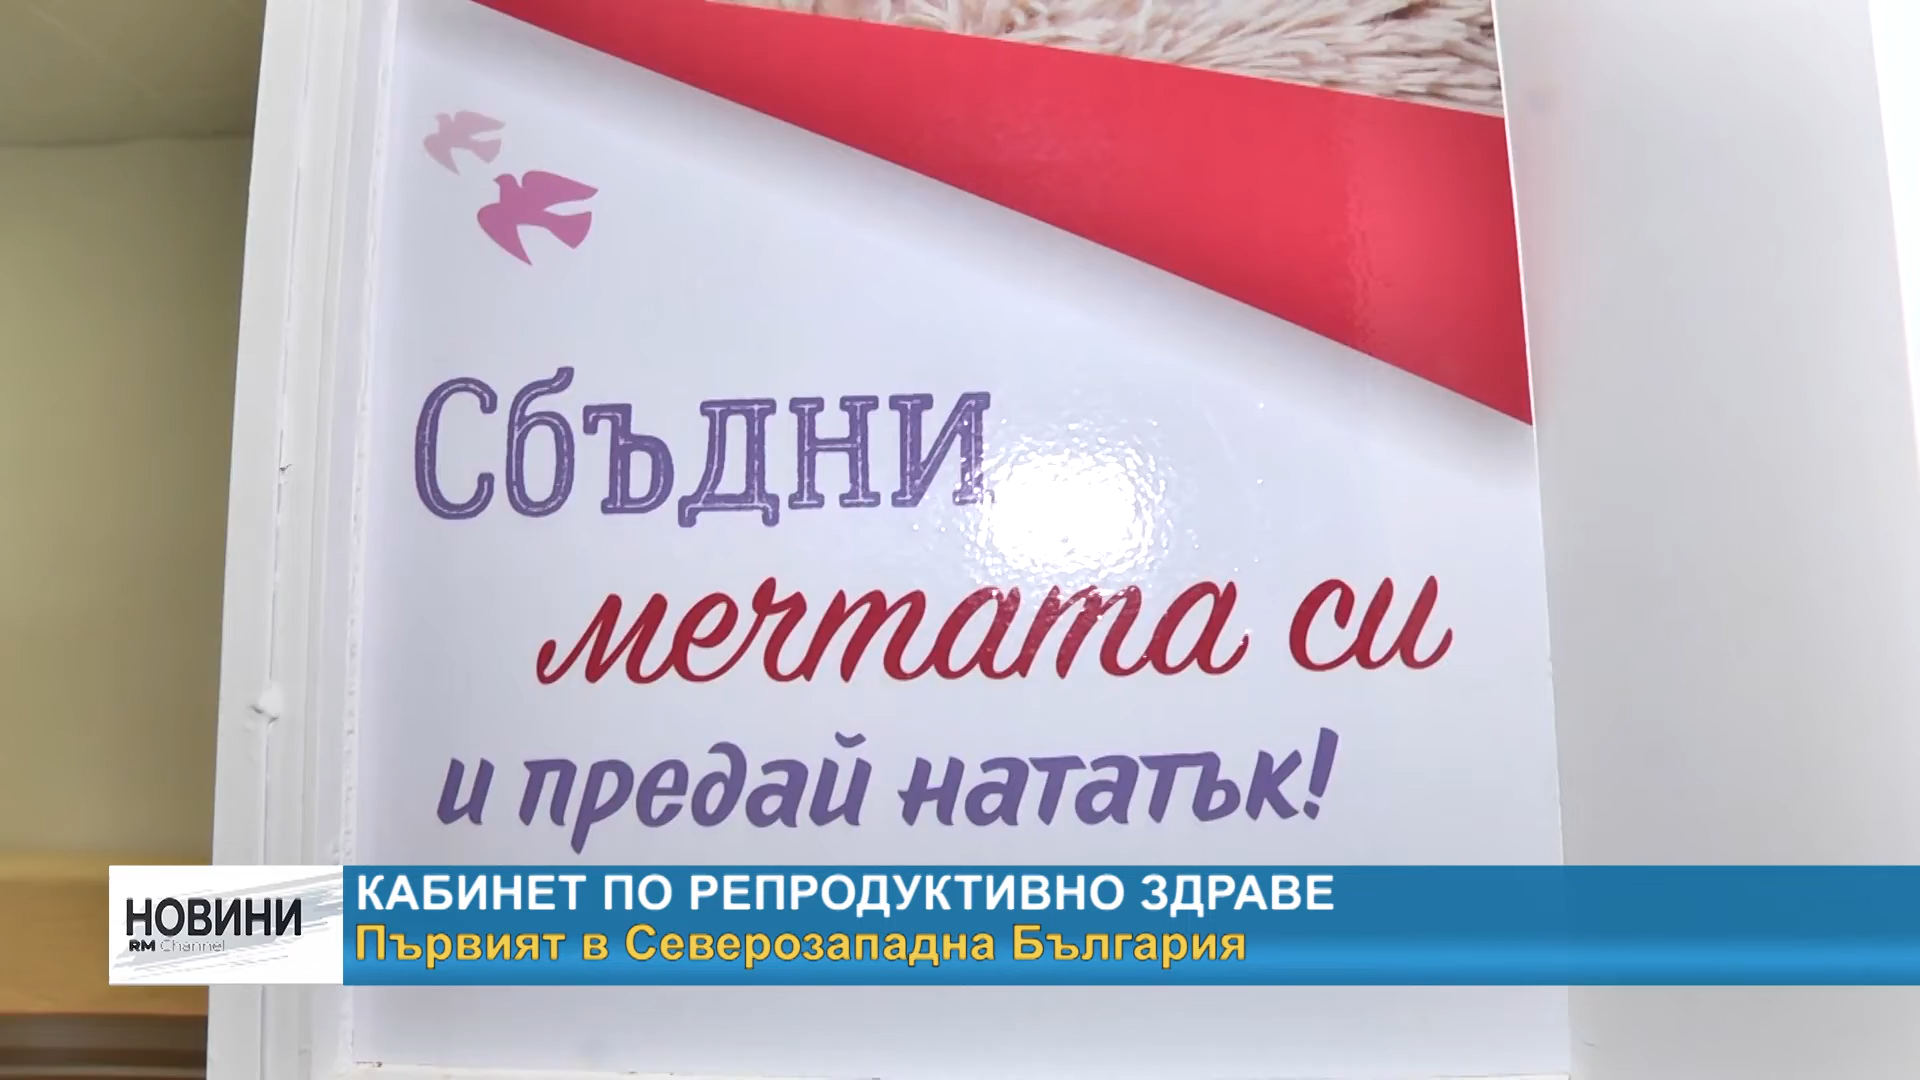 Сбъдни
мечтата си
и предай нататък!
КАБИНЕТ ПО РЕПРОДУКТИВНО ЗДРАВЕ
Първият в Северозападна България
НОВИНИ
RM Channel